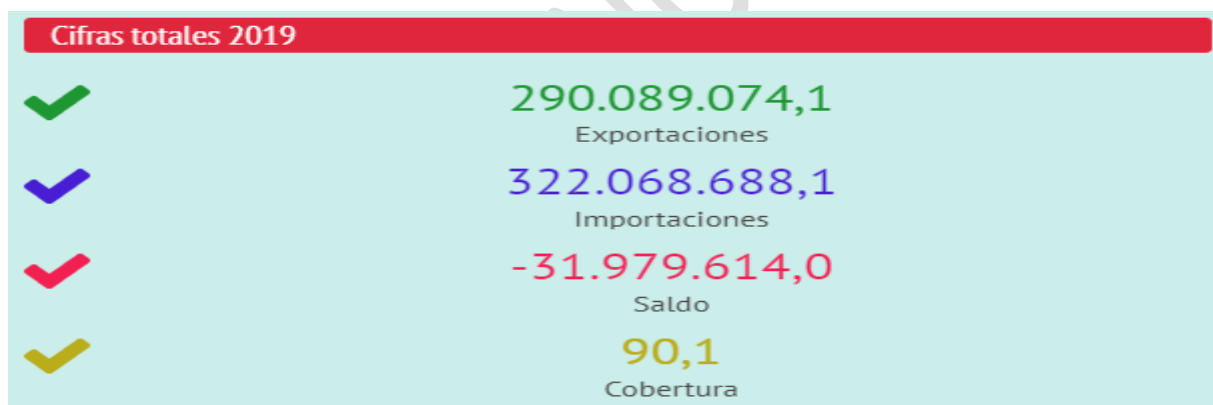 Cifras totales 2019
290.089.074,1
Exportaciones
322.068.688,1
Importaciones
-31.979.614,0
Saldo
90,1
Cobertura